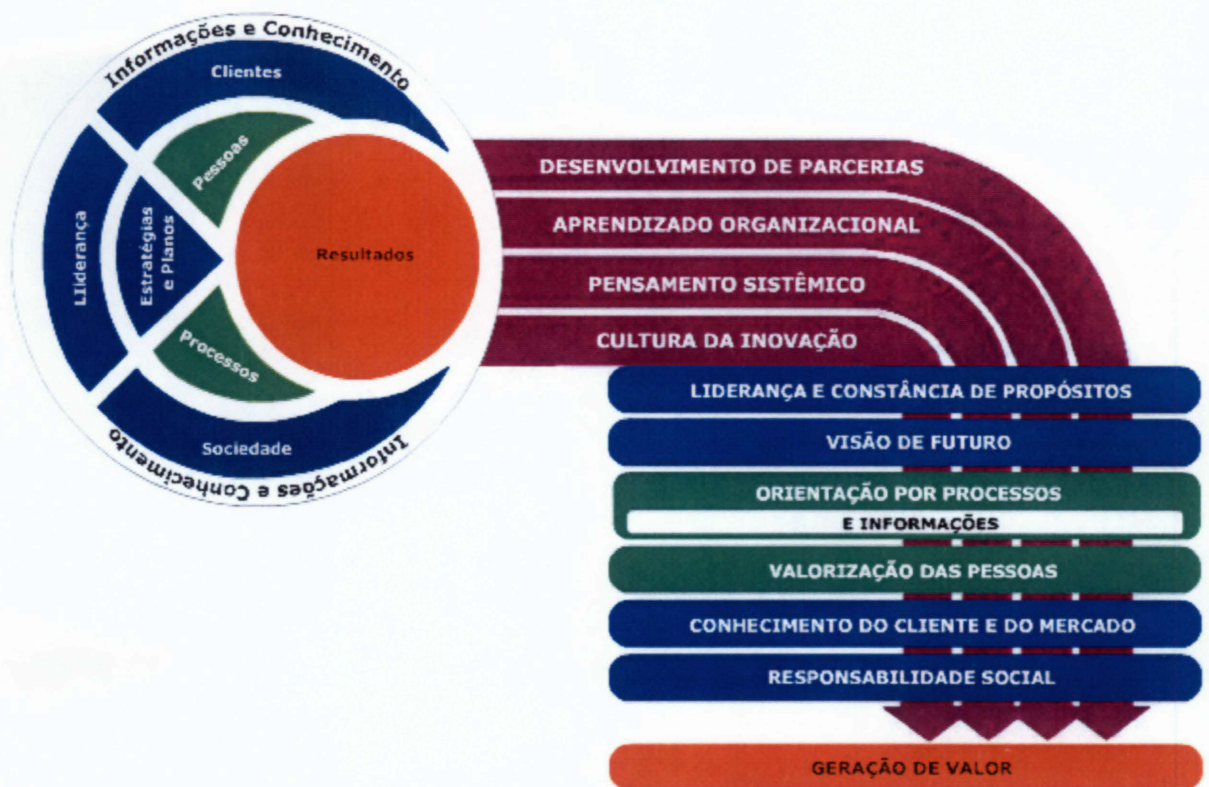 Informações e Conhecimento
Clientes
Pessoas
Liderança
Estratégias
e Planos
Resultados
Processos
Sociedade
Informações e Conhecimento
DESENVOLVIMENTO DE PARCERIAS
APRENDIZADO ORGANIZACIONAL
PENSAMENTO SISTÊMICO
CULTURA DA INOVAÇÃO
LIDERANÇA E CONSTÂNCIA DE PROPÓSITOS
VISÃO DE FUTURO
ORIENTAÇÃO POR PROCESSOS
E INFORMAÇÕES
VALORIZAÇÃO DAS PESSOAS
CONHECIMENTO DO CLIENTE E DO MERCADO
RESPONSABILIDADE SOCIAL
GERAÇÃO DE VALOR